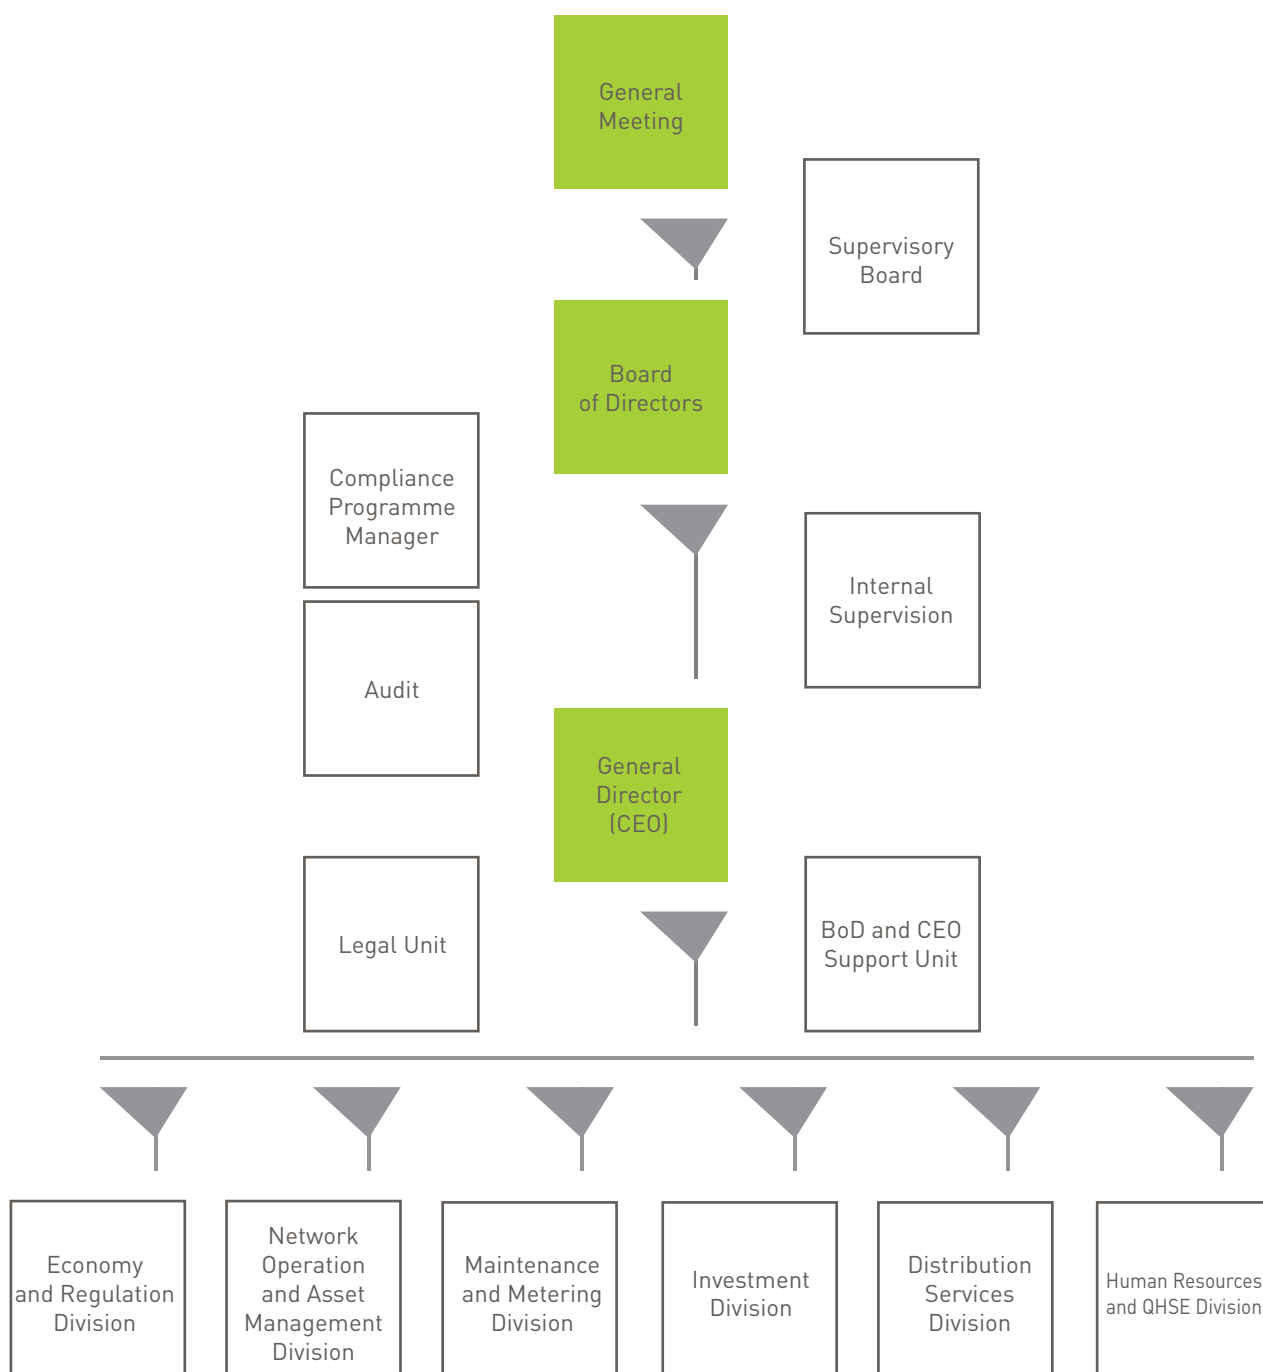 General
Meeting
Supervisory
Board
Board
of Directors
Compliance
Programme
Manager
Internal
Supervision
Audit
General
Director
(CEO)
Legal Unit
BoD and CEO
Support Unit
Economy
and Regulation
Division
Network
Operation
and Asset
Management
Division
Maintenance
and Metering
Division
Investment
Division
Distribution
Services
Division
Human Resources
and QHSE Division